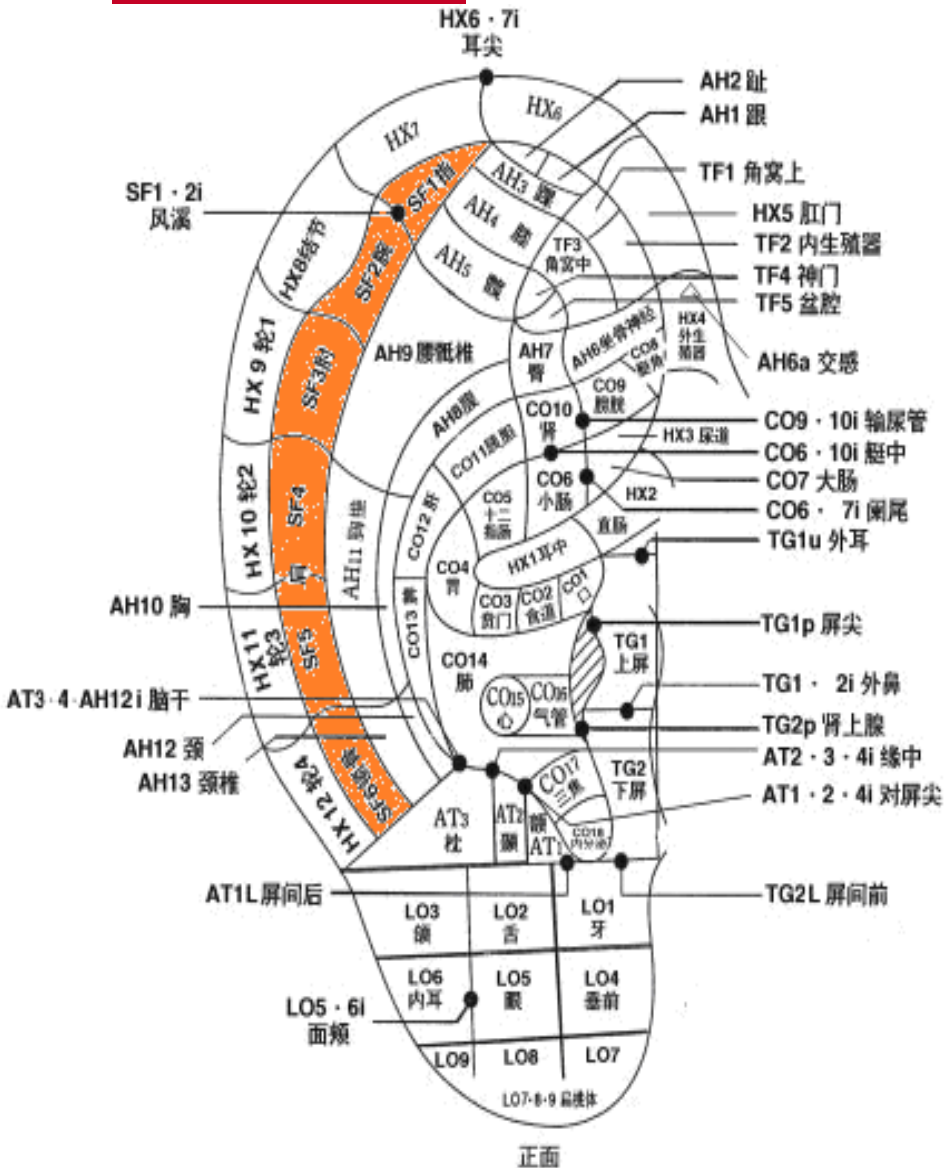 HX6 · 7i
耳尖
AH2 趾
AH1 跟
HX6
HX7
TF1 角窝上
SF1指
AH3 踝
SF1 · 2i
风溪
HX5 肛门
AH4 膝
TF2 内生殖器
TF3
角窝中
HX8结节
SF2腕
AH5 髋
TF4 神门
TF5 盆腔
HX4
外生
殖器
HX 9 轮1
SF3肘
AH9 腰骶椎
AH7
臀
AH6坐骨神经
CO8
艇角
AH6a 交感
CO9
膀胱
AH8腹
CO10
肾
CO9 · 10i 输尿管
HX3 尿道
CO11胰胆
CO6 · 10i 艇中
CO7 大肠
HX 10 轮2
SF4
CO6
小肠
HX2
直肠
CO5
十二
指肠
CO6 · 7i 阑尾
CO12 肝
AH11 胸椎
TG1u 外耳
HX1耳中
CO4
胃
肩
CO3
贲门
CO2
食道
CO1
口
AH10 胸
CO13 脾
TG1p 屏尖
HX11
轮3
SF5
TG1
上屏
CO14
肺
TG1 · 2i 外鼻
AT3·4·AH12i 脑干
CO15
心
CO16
气管
TG2p 肾上腺
AH12 颈
AT2 · 3 · 4i 缘中
AH13 颈椎
SF6锁骨
CO17
三焦
TG2
下屏
HX 12 轮4
AT1 · 2 · 4i 对屏尖
AT3
枕
AT2
颞
额
AT1
CO18
内分泌
AT1L 屏间后
TG2L 屏间前
LO3
颌
LO2
舌
LO1
牙
LO6
内耳
LO5
眼
LO4
垂前
LO5 · 6i
面颊
LO9
LO8
LO7
LO7·8·9 扁桃体
正面